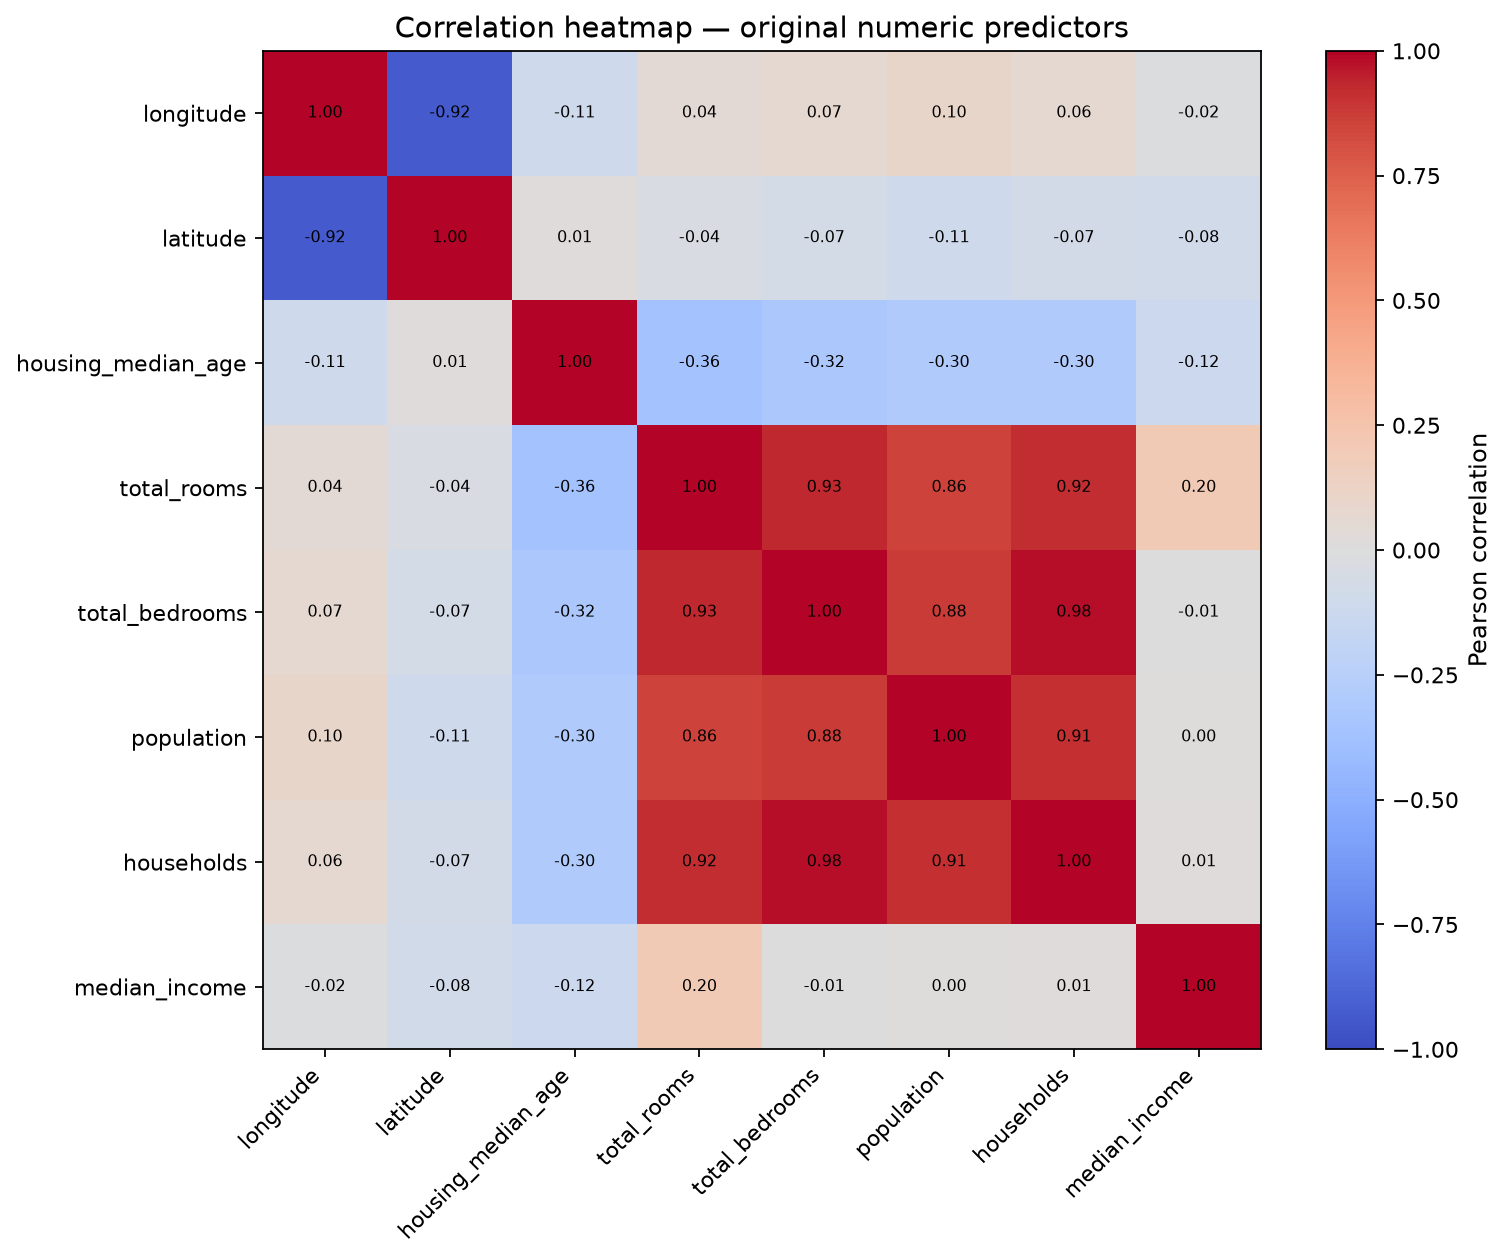 Correlation heatmap — original numeric predictors
longitude 1.00 -0.92 -0.11 0.04 0.07 0.10 0.06 -0.02
latitude -0.92 1.00 0.01 -0.04 -0.07 -0.11 -0.07 -0.08
housing_median_age -0.11 0.01 1.00 -0.36 -0.32 -0.30 -0.30 -0.12
total_rooms 0.04 -0.04 -0.36 1.00 0.93 0.86 0.92 0.20
total_bedrooms 0.07 -0.07 -0.32 0.93 1.00 0.88 0.98 -0.01
population 0.10 -0.11 -0.30 0.86 0.88 1.00 0.91 0.00
households 0.06 -0.07 -0.30 0.92 0.98 0.91 1.00 0.01
median_income -0.02 -0.08 -0.12 0.20 -0.01 0.00 0.01 1.00
longitude
latitude
housing_median_age
total_rooms
total_bedrooms
population
households
median_income
1.00
0.75
0.50
0.25
0.00
−0.25
−0.50
−0.75
−1.00
Pearson correlation